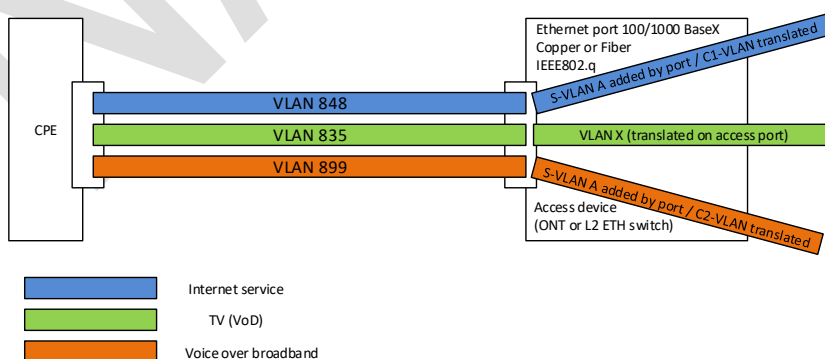 Ethernet port 100/1000 BaseX
Copper or Fiber
IEEE802.q
S-VLAN A added by port / C1-VLAN translated
VLAN 848
CPE
VLAN 835
VLAN X (translated on access port)
VLAN 899
S-VLAN A added by port / C2-VLAN translated
Access device
(ONT or L2 ETH switch)
Internet service
TV (VoD)
Voice over broadband